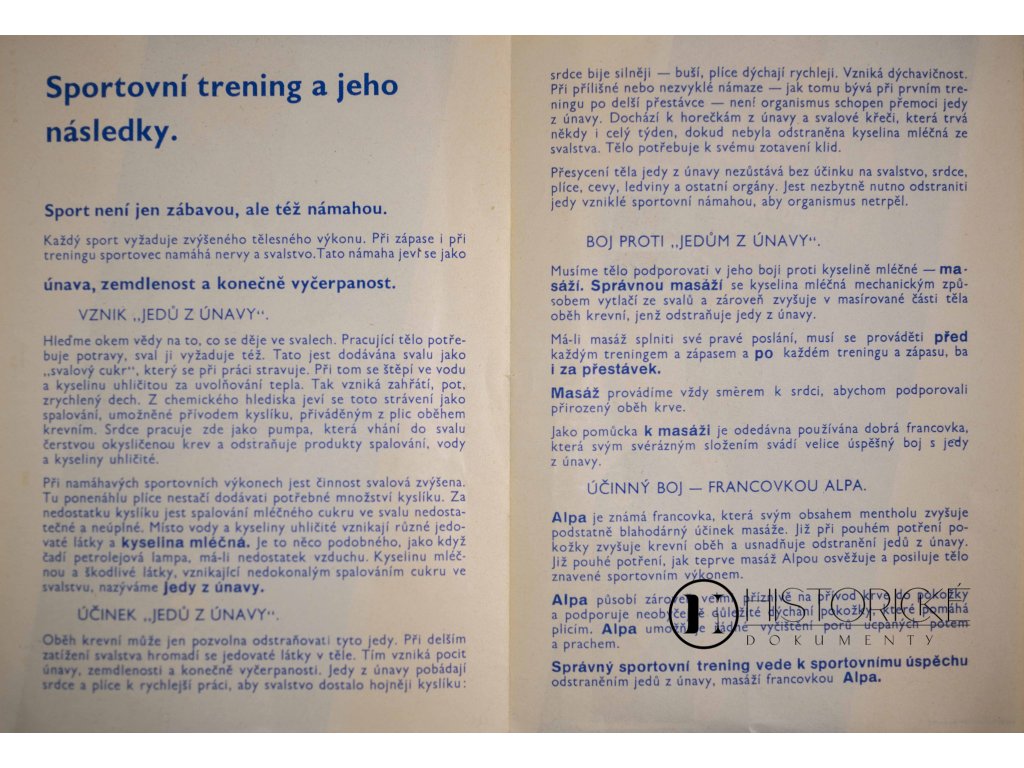 Sportovní trening a jeho
následky.
Sport není jen zábavou, ale též námahou.
Každý sport vyžaduje zvýšeného tělesného výkonu. Při zápase i při
treningu sportovec namáhá nervy a svalstvo. Tato námaha jeví se jako
únava, zemdlenost a konečně vyčerpanost.
VZNIK „JEDŮ Z ÚNAVY“.
Hleďme okem vědy na to, co se děje ve svalech. Pracující tělo potře-
buje potravy, sval ji vyžaduje též. Tato jest dodávána svalu jako
„svalový cukr“, který se při práci stravuje. Při tom se štěpí ve vodu
a kyselinu uhličitou za uvolňování tepla. Tak vzniká zahřátí, pot,
zrychlený dech. Z chemického hlediska jeví se toto strávení jako
spalování, umožněné přívodem kyslíku, přiváděným z plic oběhem
krevním. Srdce pracuje zde jako pumpa, která vhání do svalu
čerstvou okysličenou krev a odstraňuje produkty spalování, vody
a kyseliny uhličité.
Při namáhavých sportovních výkonech jest činnost svalová zvýšena.
Tu ponenáhlu plíce nestačí dodávati potřebné množství kyslíku. Za
nedostatku kyslíku jest spalování mléčného cukru ve svalu nedosta-
tečné a neúplné. Místo vody a kyseliny uhličité vznikají různé jedo-
vaté látky a kyselina mléčná. Je to něco podobného, jako když
čadí petrolejová lampa, má-li nedostatek vzduchu. Kyselinu mléč-
nou a škodlivé látky, vznikající nedokonalým spalováním cukru ve
svalstvu, nazýváme jedy z únavy.
ÚČINEK „JEDŮ Z ÚNAVY“.
Oběh krevní může jen pozvolna odstraňovati tyto jedy. Při delším
zatížení svalstva hromadí se jedovaté látky v těle. Tím vzniká pocit
únavy, zemdlenosti a konečně vyčerpanosti. Jedy z únavy pobádají
srdce a plíce k rychlejší práci, aby svalstvo dostalo hojněji kyslíku:
srdce bije silněji — buší, plíce dýchají rychleji. Vzniká dýchavičnost.
Při přílišné nebo nezvyklé námaze — jak tomu bývá při prvním tre-
ningu po delší přestávce — není organismus schopen přemoci jedy
z únavy. Dochází k horečkám z únavy a svalové křeči, která trvá
někdy i celý týden, dokud nebyla odstraněna kyselina mléčná ze
svalstva. Tělo potřebuje k svému zotavení klid.
Přesycení těla jedy z únavy nezůstává bez účinku na svalstvo, srdce,
plíce, cevy, ledviny a ostatní orgány. Jest nezbytně nutno odstraniti
jedy vzniklé sportovní námahou, aby organismus netrpěl.
BOJ PROTI „JEDŮM Z ÚNAVY“.
Musíme tělo podporovati v jeho boji proti kyselině mléčné — ma-
sáží. Správnou masáží se kyselina mléčná mechanickým způ-
sobem vytlačí ze svalů a zároveň zvyšuje v masírované části těla
oběh krevní, jenž odstraňuje jedy z únavy.
Má-li masáž splniti své pravé poslání, musí se prováděti před
každým treningem a zápasem a po každém treningu a zápasu, ba
i za přestávek.
Masáž provádíme vždy směrem k srdci, abychom podporovali
přirozený oběh krve.
Jako pomůcka k masáži je odedávna používána dobrá francovka,
která svým svérázným složením svádí velice úspěšný boj s jedy
z únavy.
ÚČINNÝ BOJ — FRANCOVKOU ALPA.
Alpa je známá francovka, která svým obsahem mentholu zvyšuje
podstatně blahodárný účinek masáže. Již při pouhém potření po-
kožky zvyšuje krevní oběh a usnadňuje odstranění jedů z únavy.
Již pouhé potření, jak teprve masáž Alpou osvěžuje a posiluje tělo
znavené sportovním výkonem.
Alpa působí zároveň velmi příznivě na přívod krve do pokožky
a podporuje neobyčejně důležité dýchání pokožky, které pomáhá
plicím. Alpa umožňuje řádné vyčištění porů ucpaných potem
a prachem.
Správný sportovní trening vede k sportovnímu úspěchu
odstraněním jedů z únavy, masáží francovkou Alpa.
HISTORICKÉ
DOKUMENTY